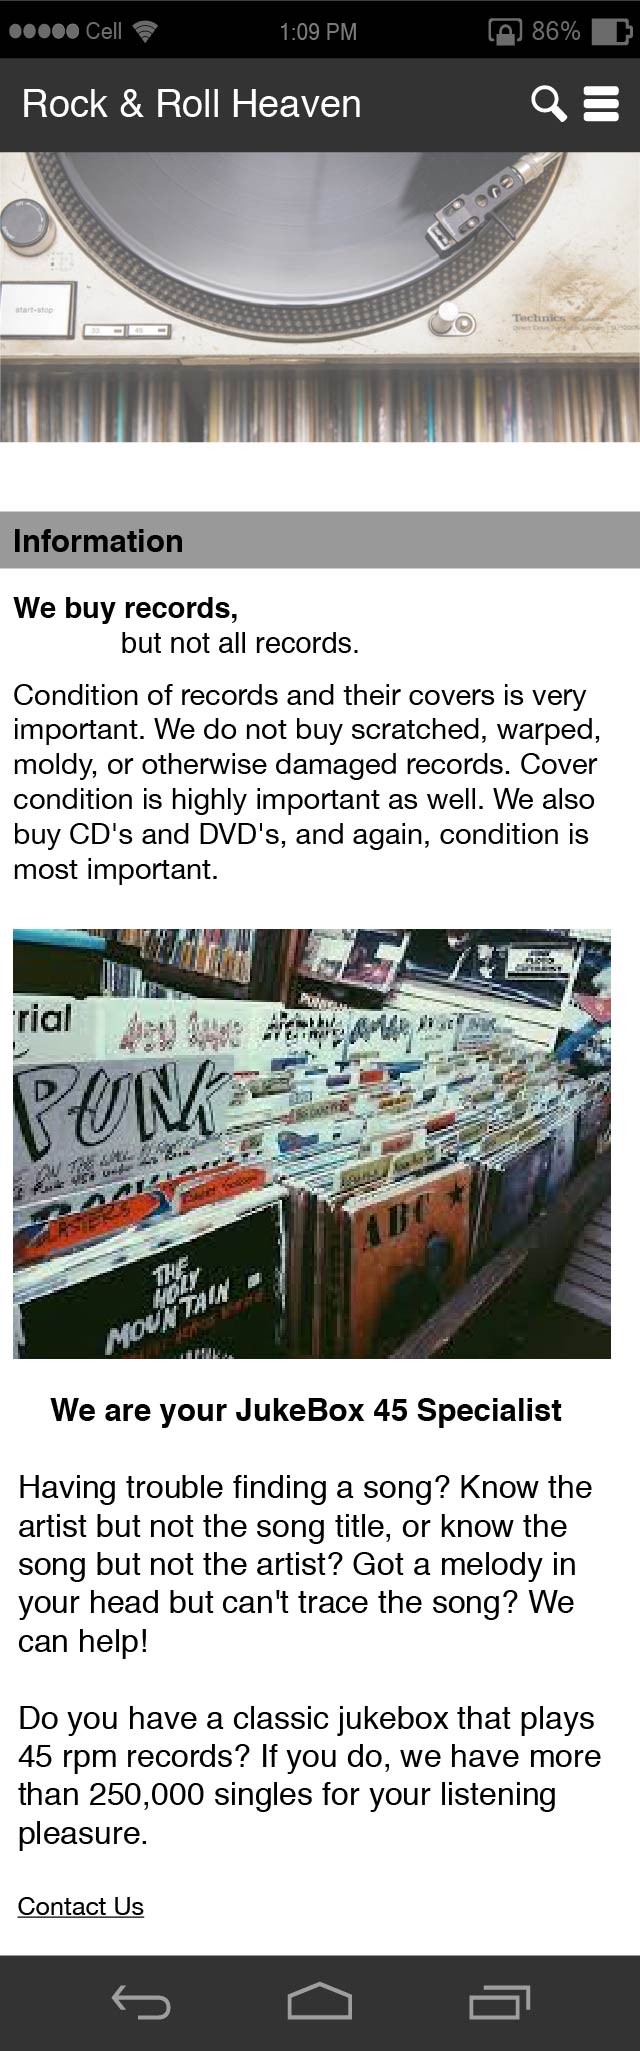 Cell
1:09 PM
86%
Rock & Roll Heaven
start-stop
33
45
Technics
Information
We buy records,
but not all records.
Condition of records and their covers is very
important. We do not buy scratched, warped,
moldy, or otherwise damaged records. Cover
condition is highly important as well. We also
buy CD's and DVD's, and again, condition is
most important.
rial
PUNK
ABC
THE
HOLY
MOUNTAIN
We are your JukeBox 45 Specialist
Having trouble finding a song? Know the
artist but not the song title, or know the
song but not the artist? Got a melody in
your head but can't trace the song? We
can help!
Do you have a classic jukebox that plays
45 rpm records? If you do, we have more
than 250,000 singles for your listening
pleasure.
Contact Us